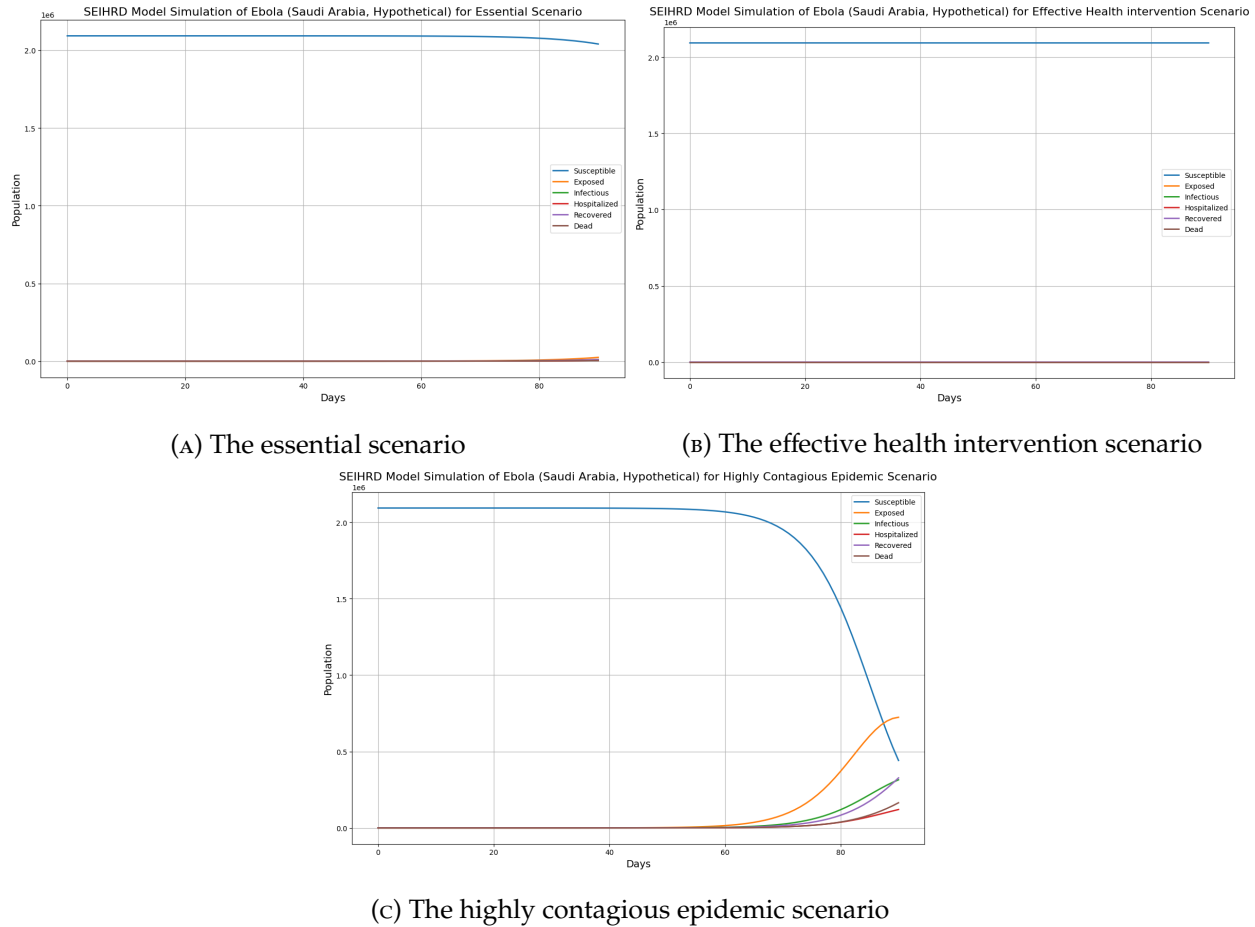 SEIHRD Model Simulation of Ebola (Saudi Arabia, Hypothetical) for Essential Scenario
1e6
2.0
1.5
1.0
0.5
0.0
Population
0
20
40
60
80
Days
Susceptible
Exposed
Infectious
Hospitalized
Recovered
Dead
(A) The essential scenario
SEIHRD Model Simulation of Ebola (Saudi Arabia, Hypothetical) for Effective Health intervention Scenario
1e6
2.0
1.5
1.0
0.5
0.0
Population
0
20
40
60
80
Days
Susceptible
Exposed
Infectious
Hospitalized
Recovered
Dead
(B) The effective health intervention scenario
SEIHRD Model Simulation of Ebola (Saudi Arabia, Hypothetical) for Highly Contagious Epidemic Scenario
1e6
2.0
1.5
1.0
0.5
0.0
Population
0
20
40
60
80
Days
Susceptible
Exposed
Infectious
Hospitalized
Recovered
Dead
(C) The highly contagious epidemic scenario